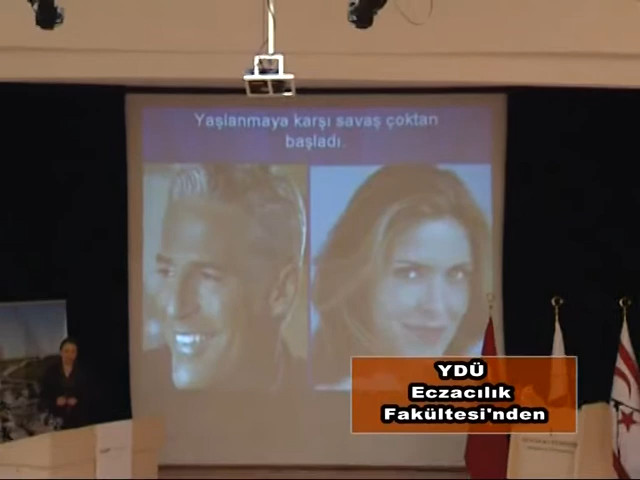 Yaşlanmaya karşı savaş çoktan
başladı.
YDÜ
Eczacılık
Fakültesi'nden